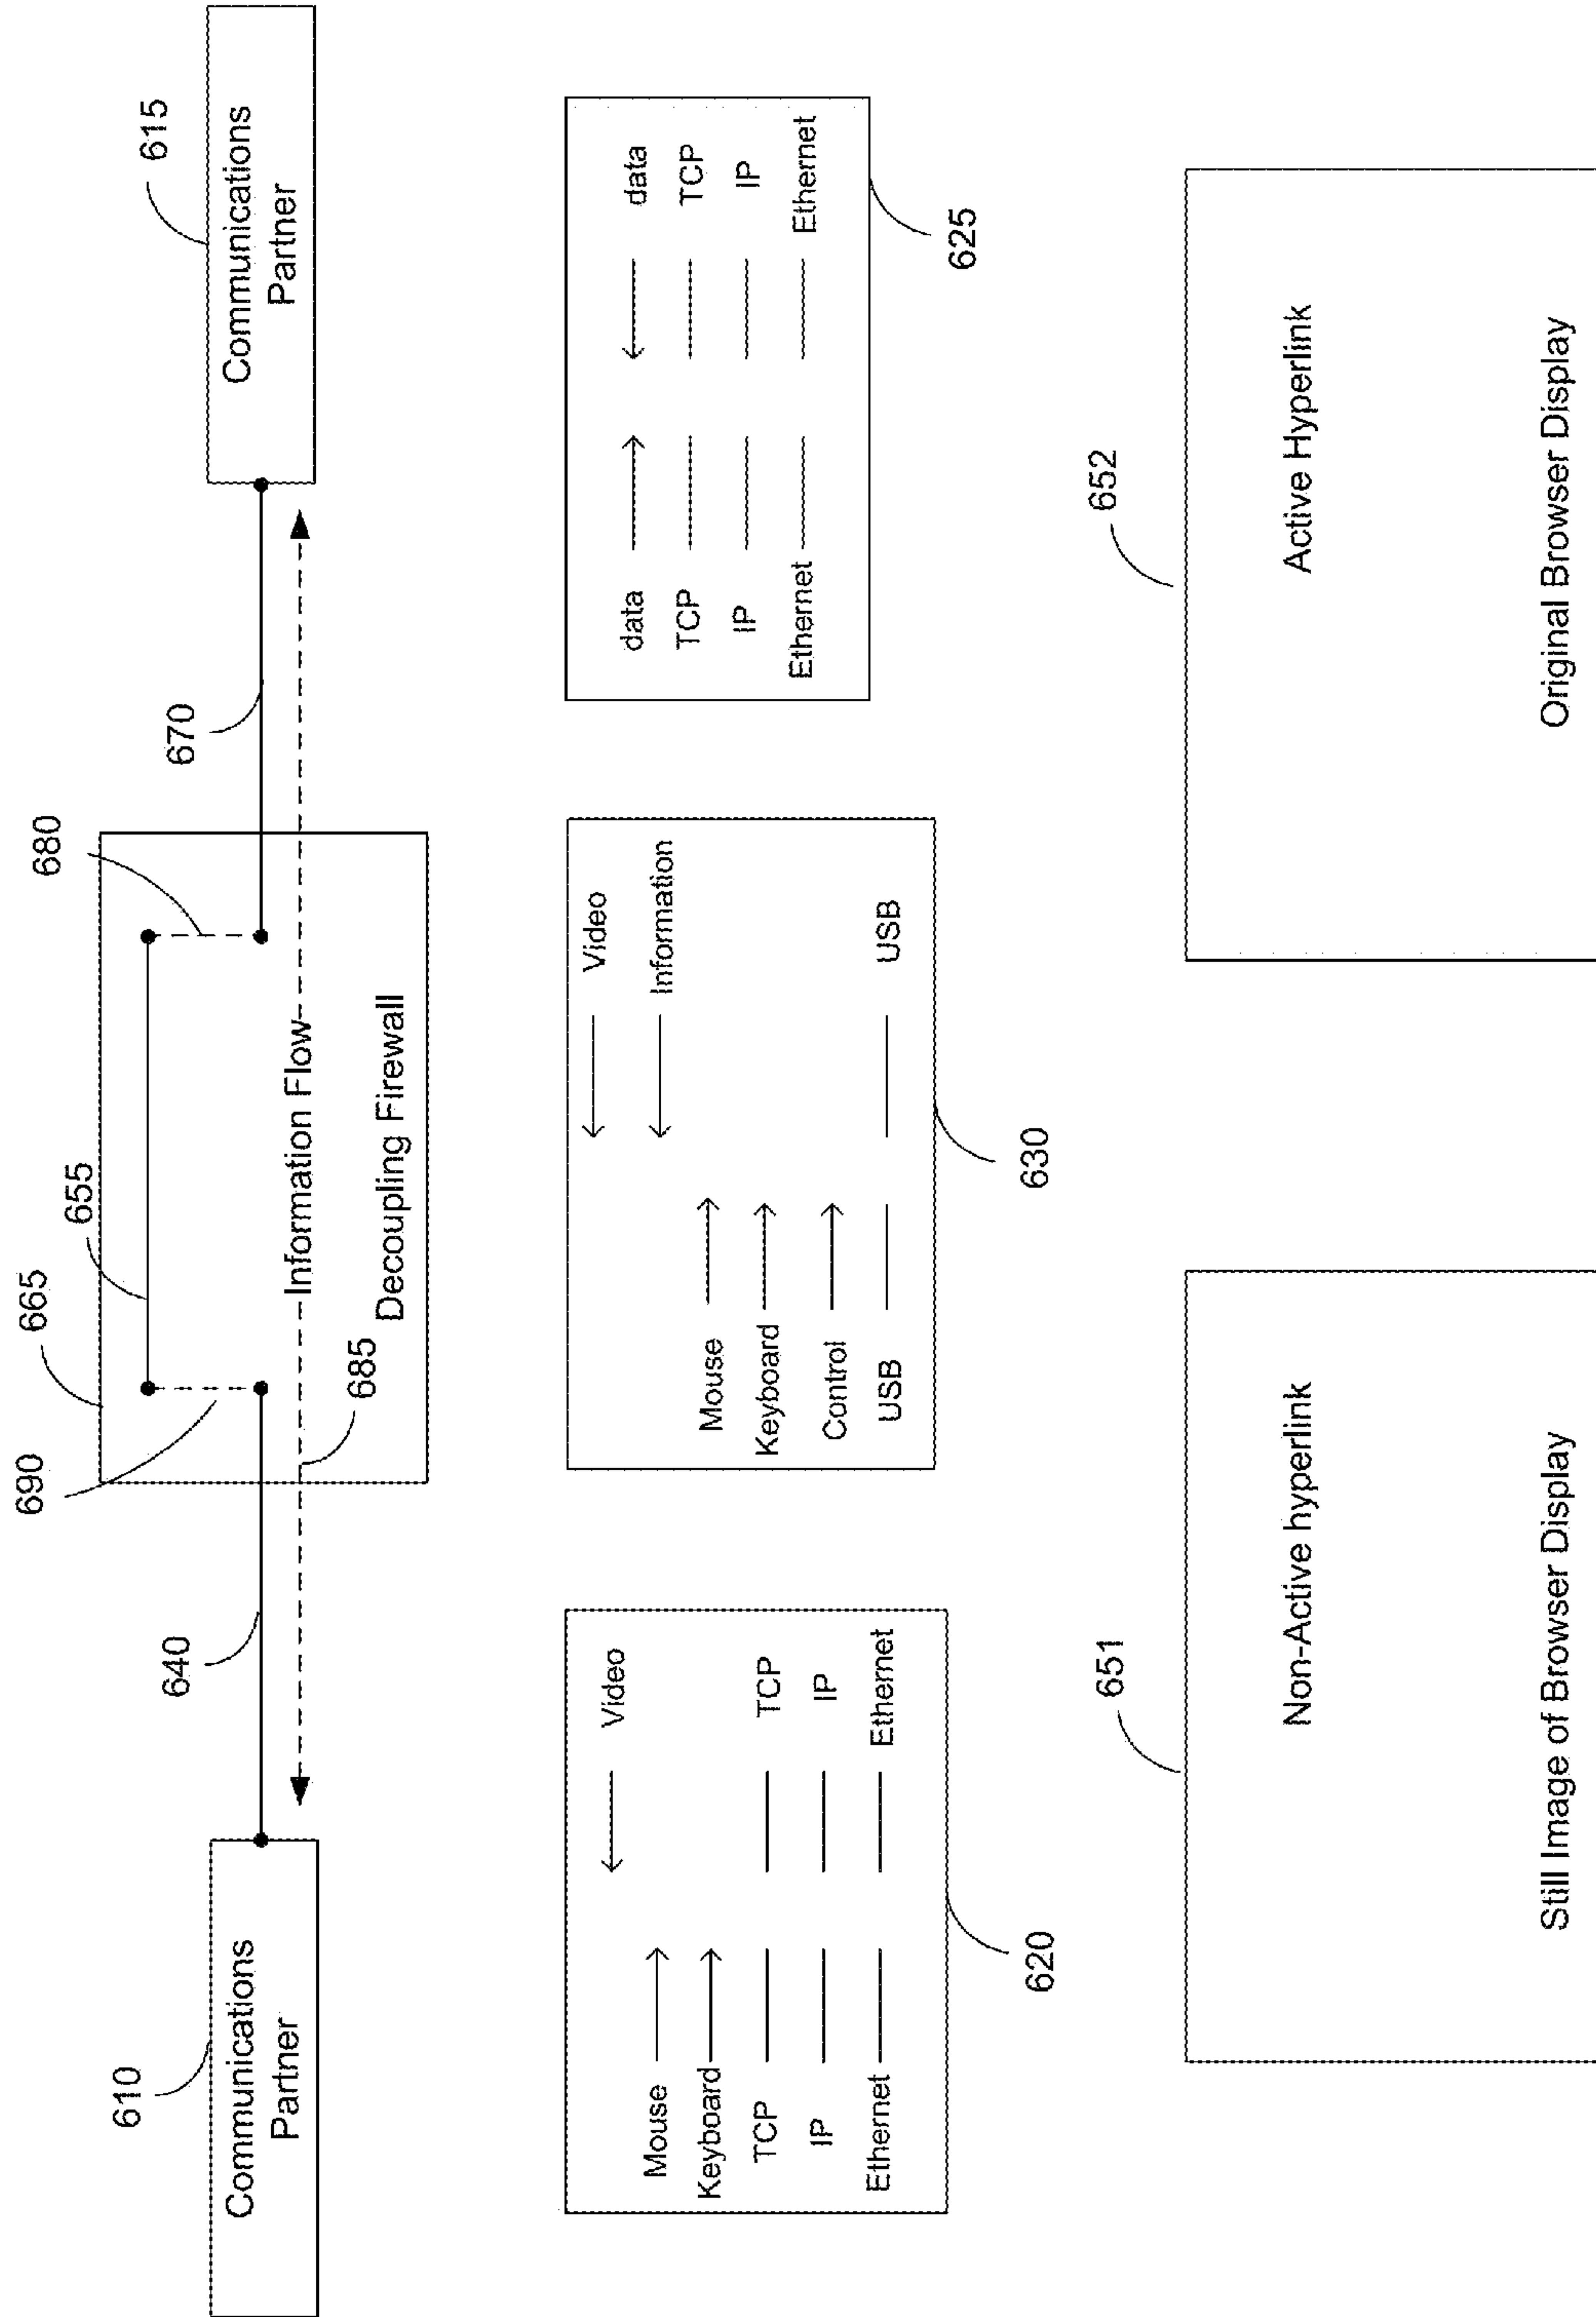 610
Communications
Partner
640
690
665
655
680
670
615
Communications
Partner
Information Flow
685
Decoupling Firewall
Video
Mouse
Keyboard
TCP
TCP
IP
IP
Ethernet
Ethernet
620
Video
Information
Mouse
Keyboard
Control
USB
USB
630
data
data
TCP
TCP
IP
IP
Ethernet
Ethernet
625
651
Non-Active hyperlink
Still Image of Browser Display
652
Active Hyperlink
Original Browser Display